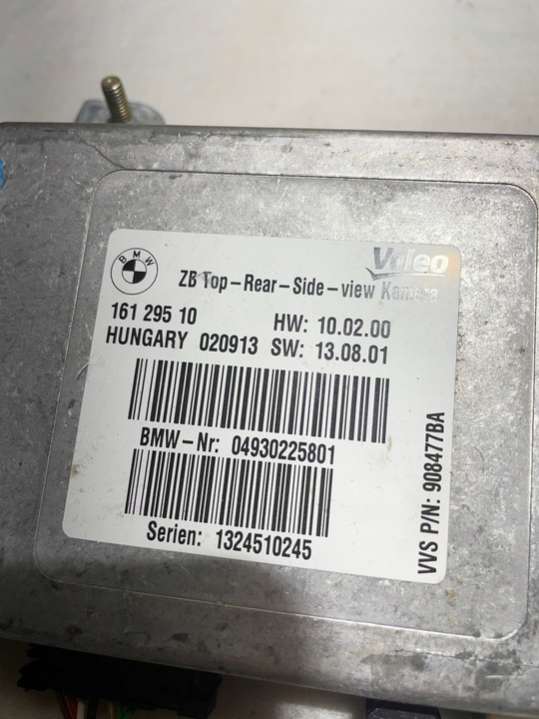 BMW
Valeo
ZB Top-Rear-Side-view Kamera
161 295 10 HW: 10.02.00
HUNGARY 020913 SW: 13.08.01
BMW-Nr: 04930225801
Serien: 1324510245
VVS P/N: 908477BA